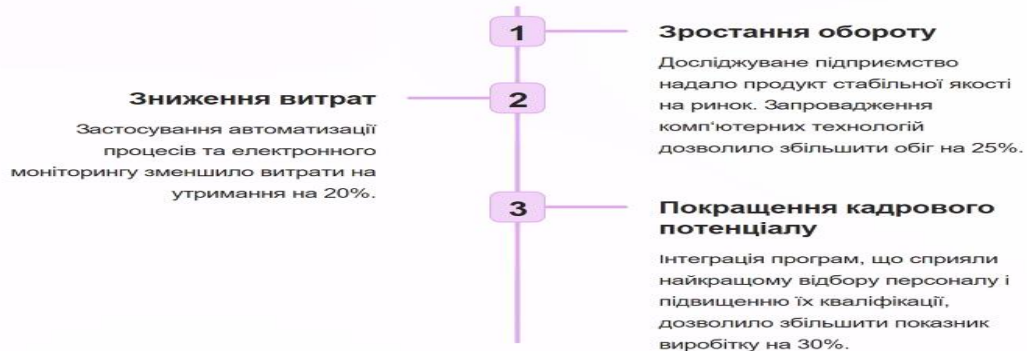 1
Зростання обороту
Досліджуване підприємство
надало продукт стабільної якості
на ринок. Запровадження
комп‘ютерних технологій
дозволило збільшити обіг на 25%.
2
Зниження витрат
Застосування автоматизації
процесів та електронного
моніторингу зменшило витрати на
утримання на 20%.
3
Покращення кадрового
потенціалу
Інтеграція програм, що сприяли
найкращому відбору персоналу і
підвищенню їх кваліфікації,
дозволило збільшити показник
виробітку на 30%.